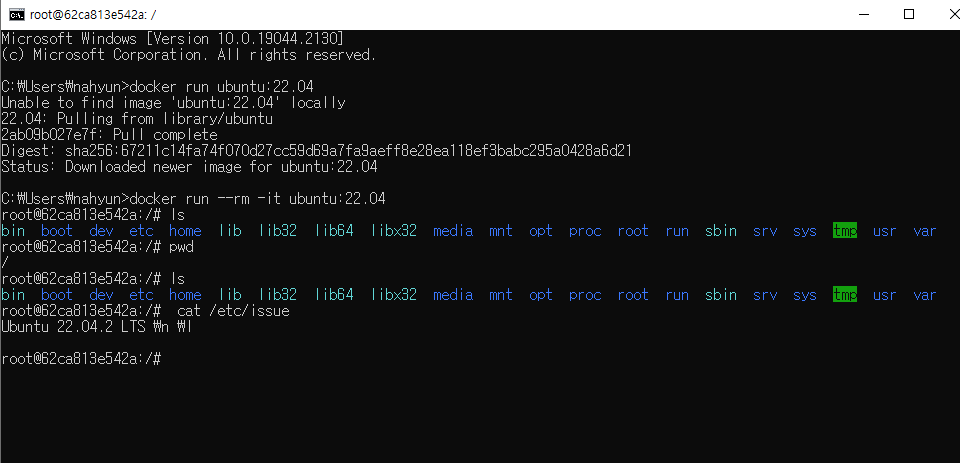 root@62ca813e542a: /
Microsoft Windows [Version 10.0.19044.2130]
(c) Microsoft Corporation. All rights reserved.
C:₩Users₩nahyun>docker run ubuntu:22.04
Unable to find image 'ubuntu:22.04' locally
22.04: Pulling from library/ubuntu
2ab09b027e7f: Pull complete
Digest: sha256:67211c14fa74f070d27cc59d69a7fa9aeff8e28ea118ef3babc295a0428a6d21
Status: Downloaded newer image for ubuntu:22.04
C:₩Users₩nahyun>docker run --rm -it ubuntu:22.04
root@62ca813e542a:/# ls
bin boot dev etc home lib lib32 lib64 libx32 media mnt opt proc root run sbin srv sys tmp usr var
root@62ca813e542a:/# pwd
/
root@62ca813e542a:/# ls
bin boot dev etc home lib lib32 lib64 libx32 media mnt opt proc root run sbin srv sys tmp usr var
root@62ca813e542a:/#  cat /etc/issue
Ubuntu 22.04.2 LTS ₩n ₩l
root@62ca813e542a:/#